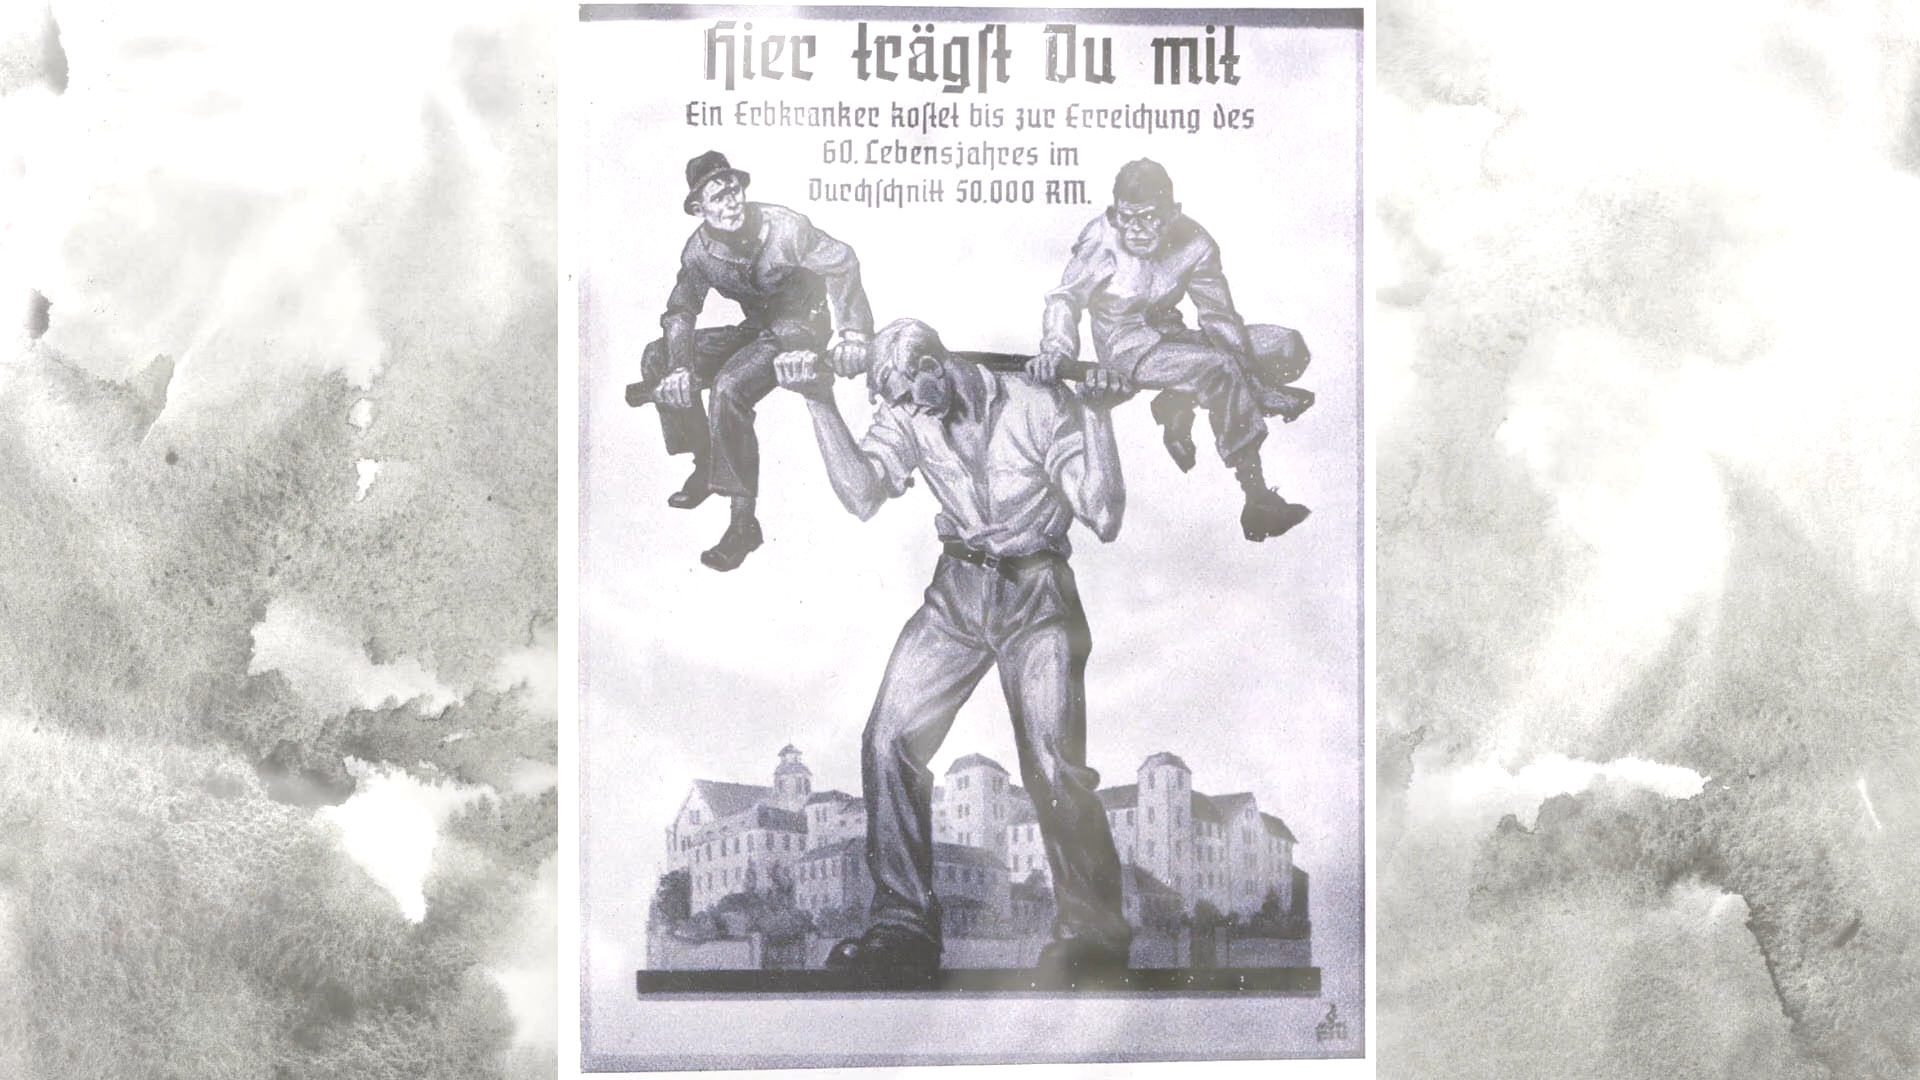 Hier trägst Du mit
Ein Erbkranker kostet bis zur Erreichung des
60. Lebensjahres im
Durchschnitt 50.000 RM.